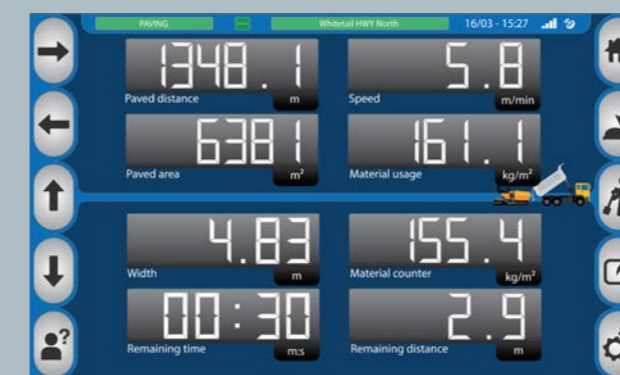 PAVING Whitetail HWY North 16/03 - 15:27
1348.1 5.8
Paved distance m Speed m/min
6381 161.1
Paved area m² Material usage kg/m²
4.83 155.4
Width m Material counter kg/m²
00:30 2.9
Remaining time m:s Remaining distance m
?